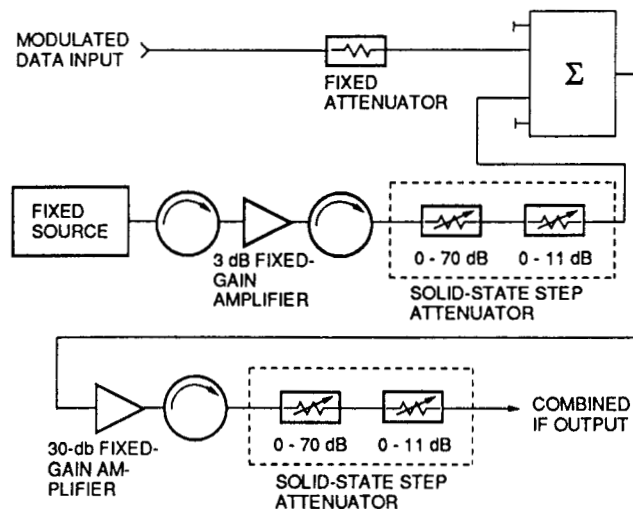 MODULATED
DATA INPUT
FIXED
ATTENUATOR
Σ
FIXED
SOURCE
3 dB FIXED-
GAIN
AMPLIFIER
0 - 70 dB
0 - 11 dB
SOLID-STATE STEP
ATTENUATOR
30-db FIXED-
GAIN AM-
PLIFIER
0 - 70 dB
0 - 11 dB
SOLID-STATE STEP
ATTENUATOR
COMBINED
IF OUTPUT